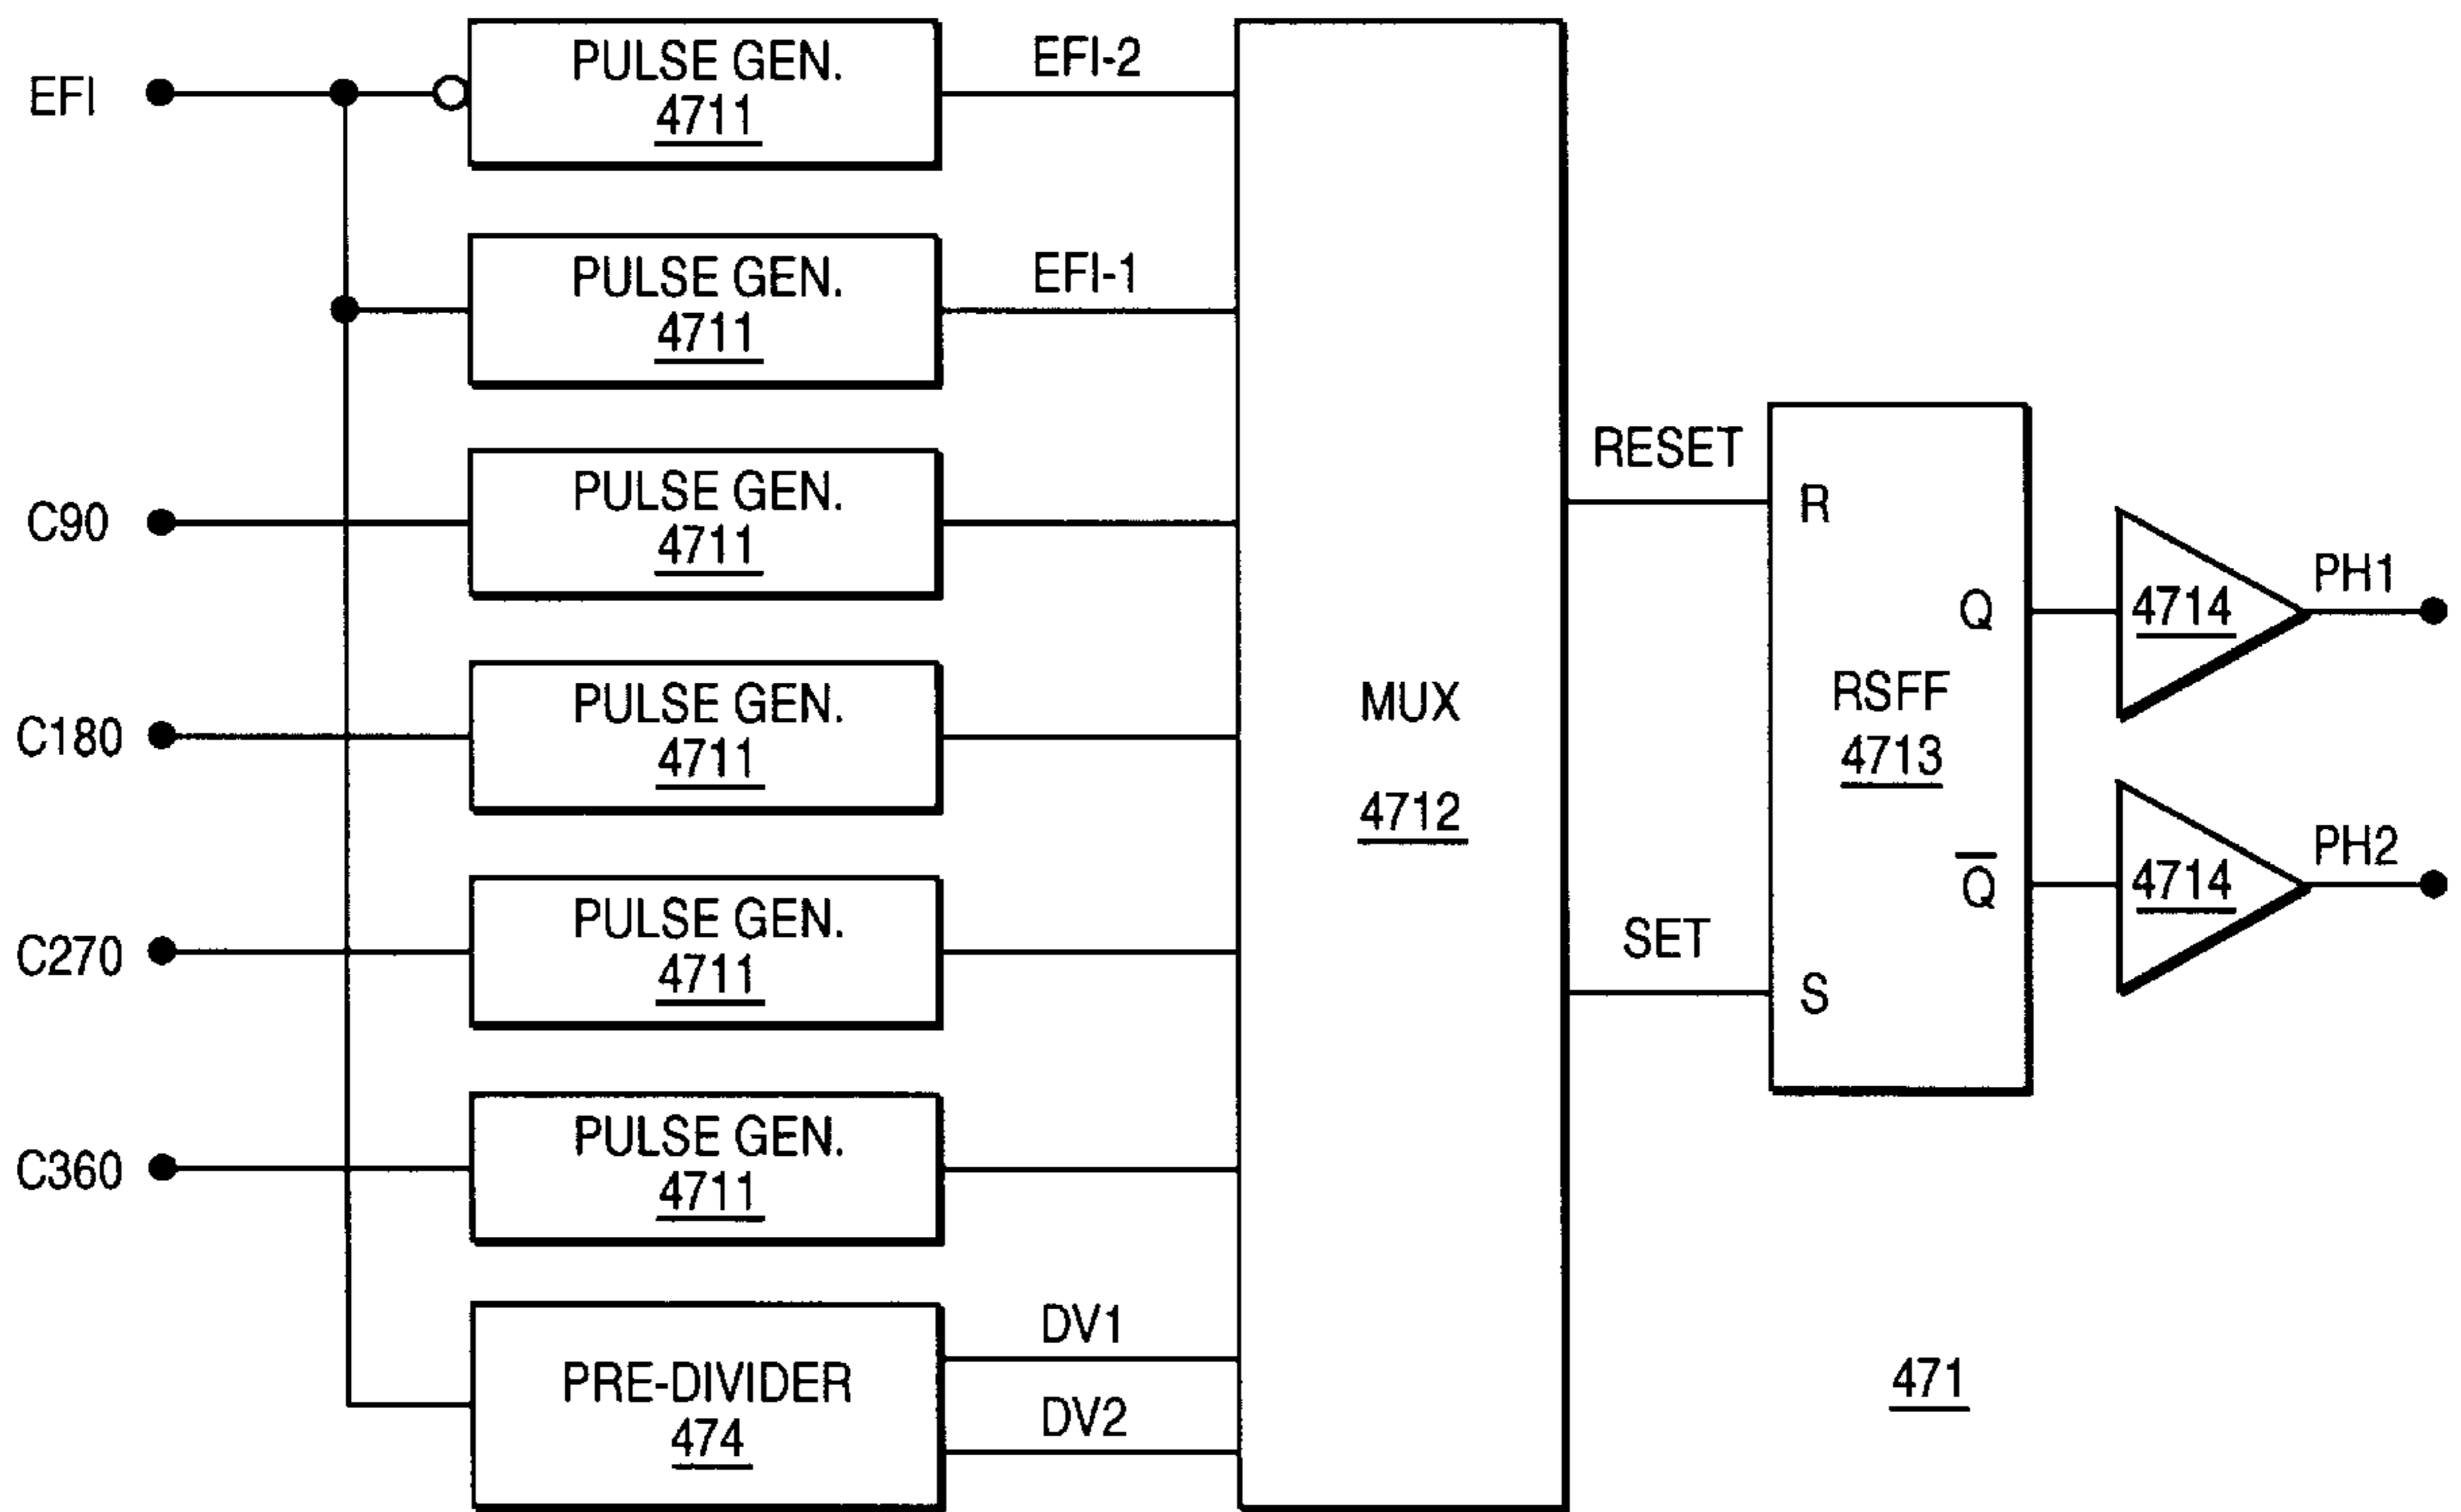 EFI
PULSE GEN.
4711
EFI-2
PULSE GEN.
4711
EFI-1
C90
PULSE GEN.
4711
C180
PULSE GEN.
4711
C270
PULSE GEN.
4711
C360
PULSE GEN.
4711
PRE-DIVIDER
474
DV1
DV2
MUX
4712
RESET
SET
R
Q
RSFF
4713
Q̅
S
4714
PH1
4714
PH2
471